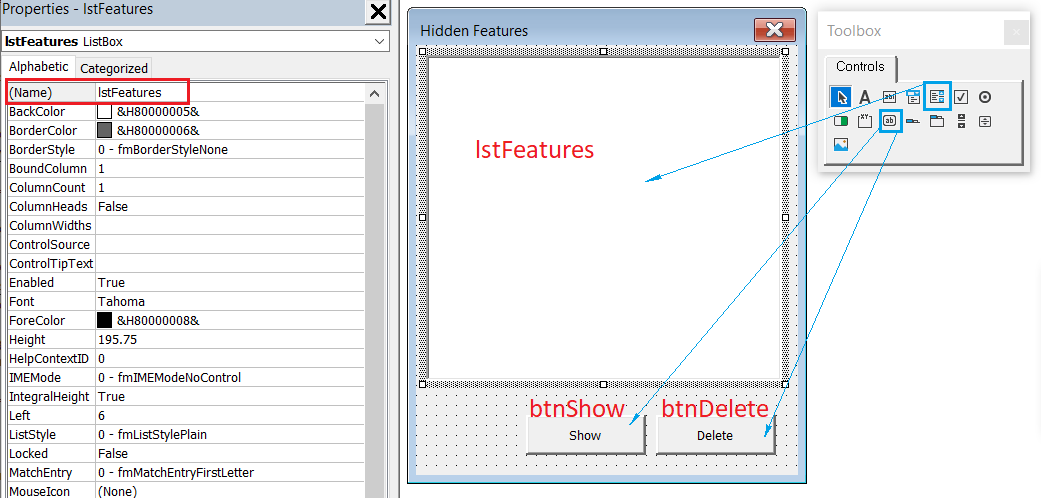 Properties - lstFeatures
lstFeatures ListBox
Alphabetic Categorized
(Name) lstFeatures
BackColor &H80000005&
BorderColor &H80000006&
BorderStyle 0 - fmBorderStyleNone
BoundColumn 1
ColumnCount 1
ColumnHeads False
ColumnWidths
ControlSource
ControlTipText
Enabled True
Font Tahoma
ForeColor &H80000008&
Height 195.75
HelpContextID 0
IMEMode 0 - fmIMEModeNoControl
IntegralHeight True
Left 6
ListStyle 0 - fmListStylePlain
Locked False
MatchEntry 0 - fmMatchEntryFirstLetter
MouseIcon (None)
Hidden Features
lstFeatures
btnShow btnDelete
Show Delete
Toolbox
Controls
A ab
XY ab